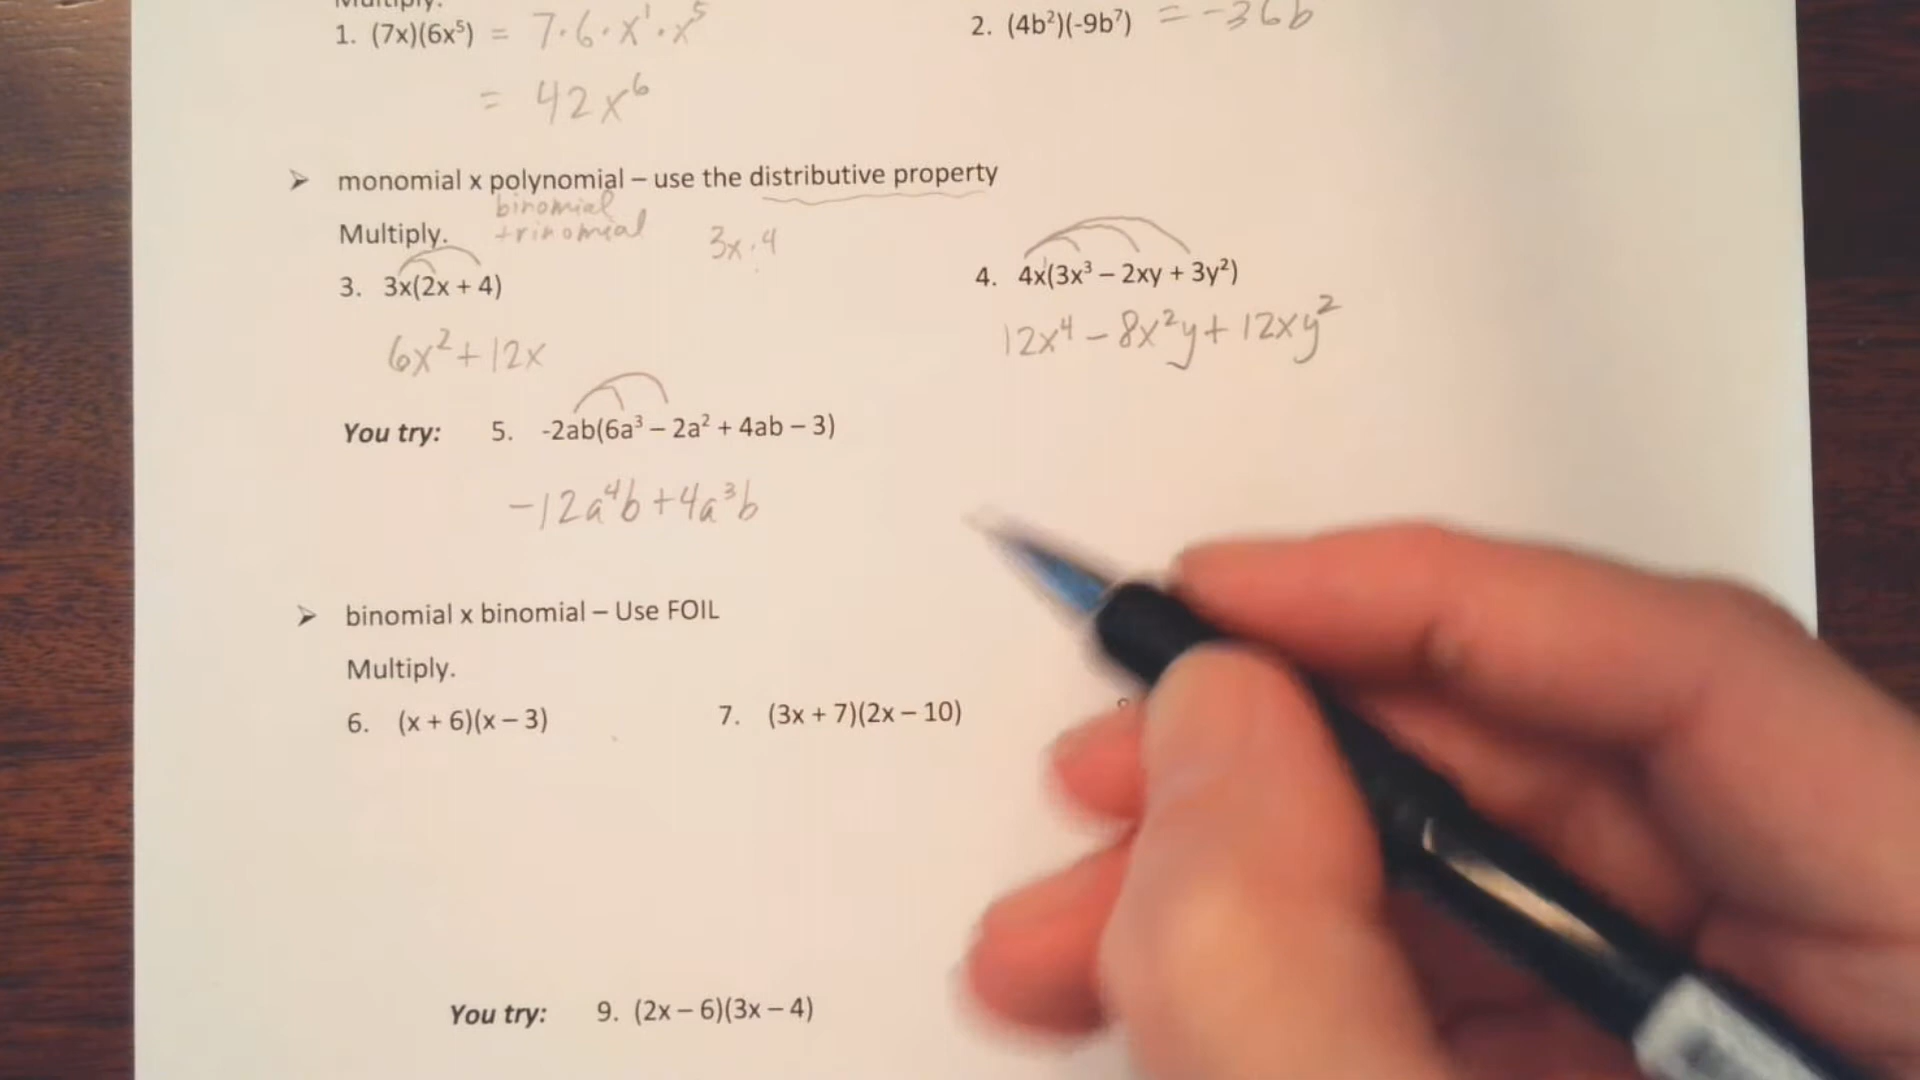 Multiply.
1. (7x)(6x⁵) = 7·6·x¹·x⁵
2. (4b²)(-9b⁷) = -36b
= 42x⁶
➢ monomial x polynomial – use the distributive property
binomial
Multiply. trinomial 3x·4
3. 3x(2x + 4)
4. 4x(3x³ – 2xy + 3y²)
6x² + 12x
12x⁴ - 8x²y + 12xy²
You try: 5. -2ab(6a³ – 2a² + 4ab – 3)
-12a⁴b + 4a³b
➢ binomial x binomial – Use FOIL
Multiply.
6. (x + 6)(x – 3)
7. (3x + 7)(2x – 10)
You try: 9. (2x – 6)(3x – 4)